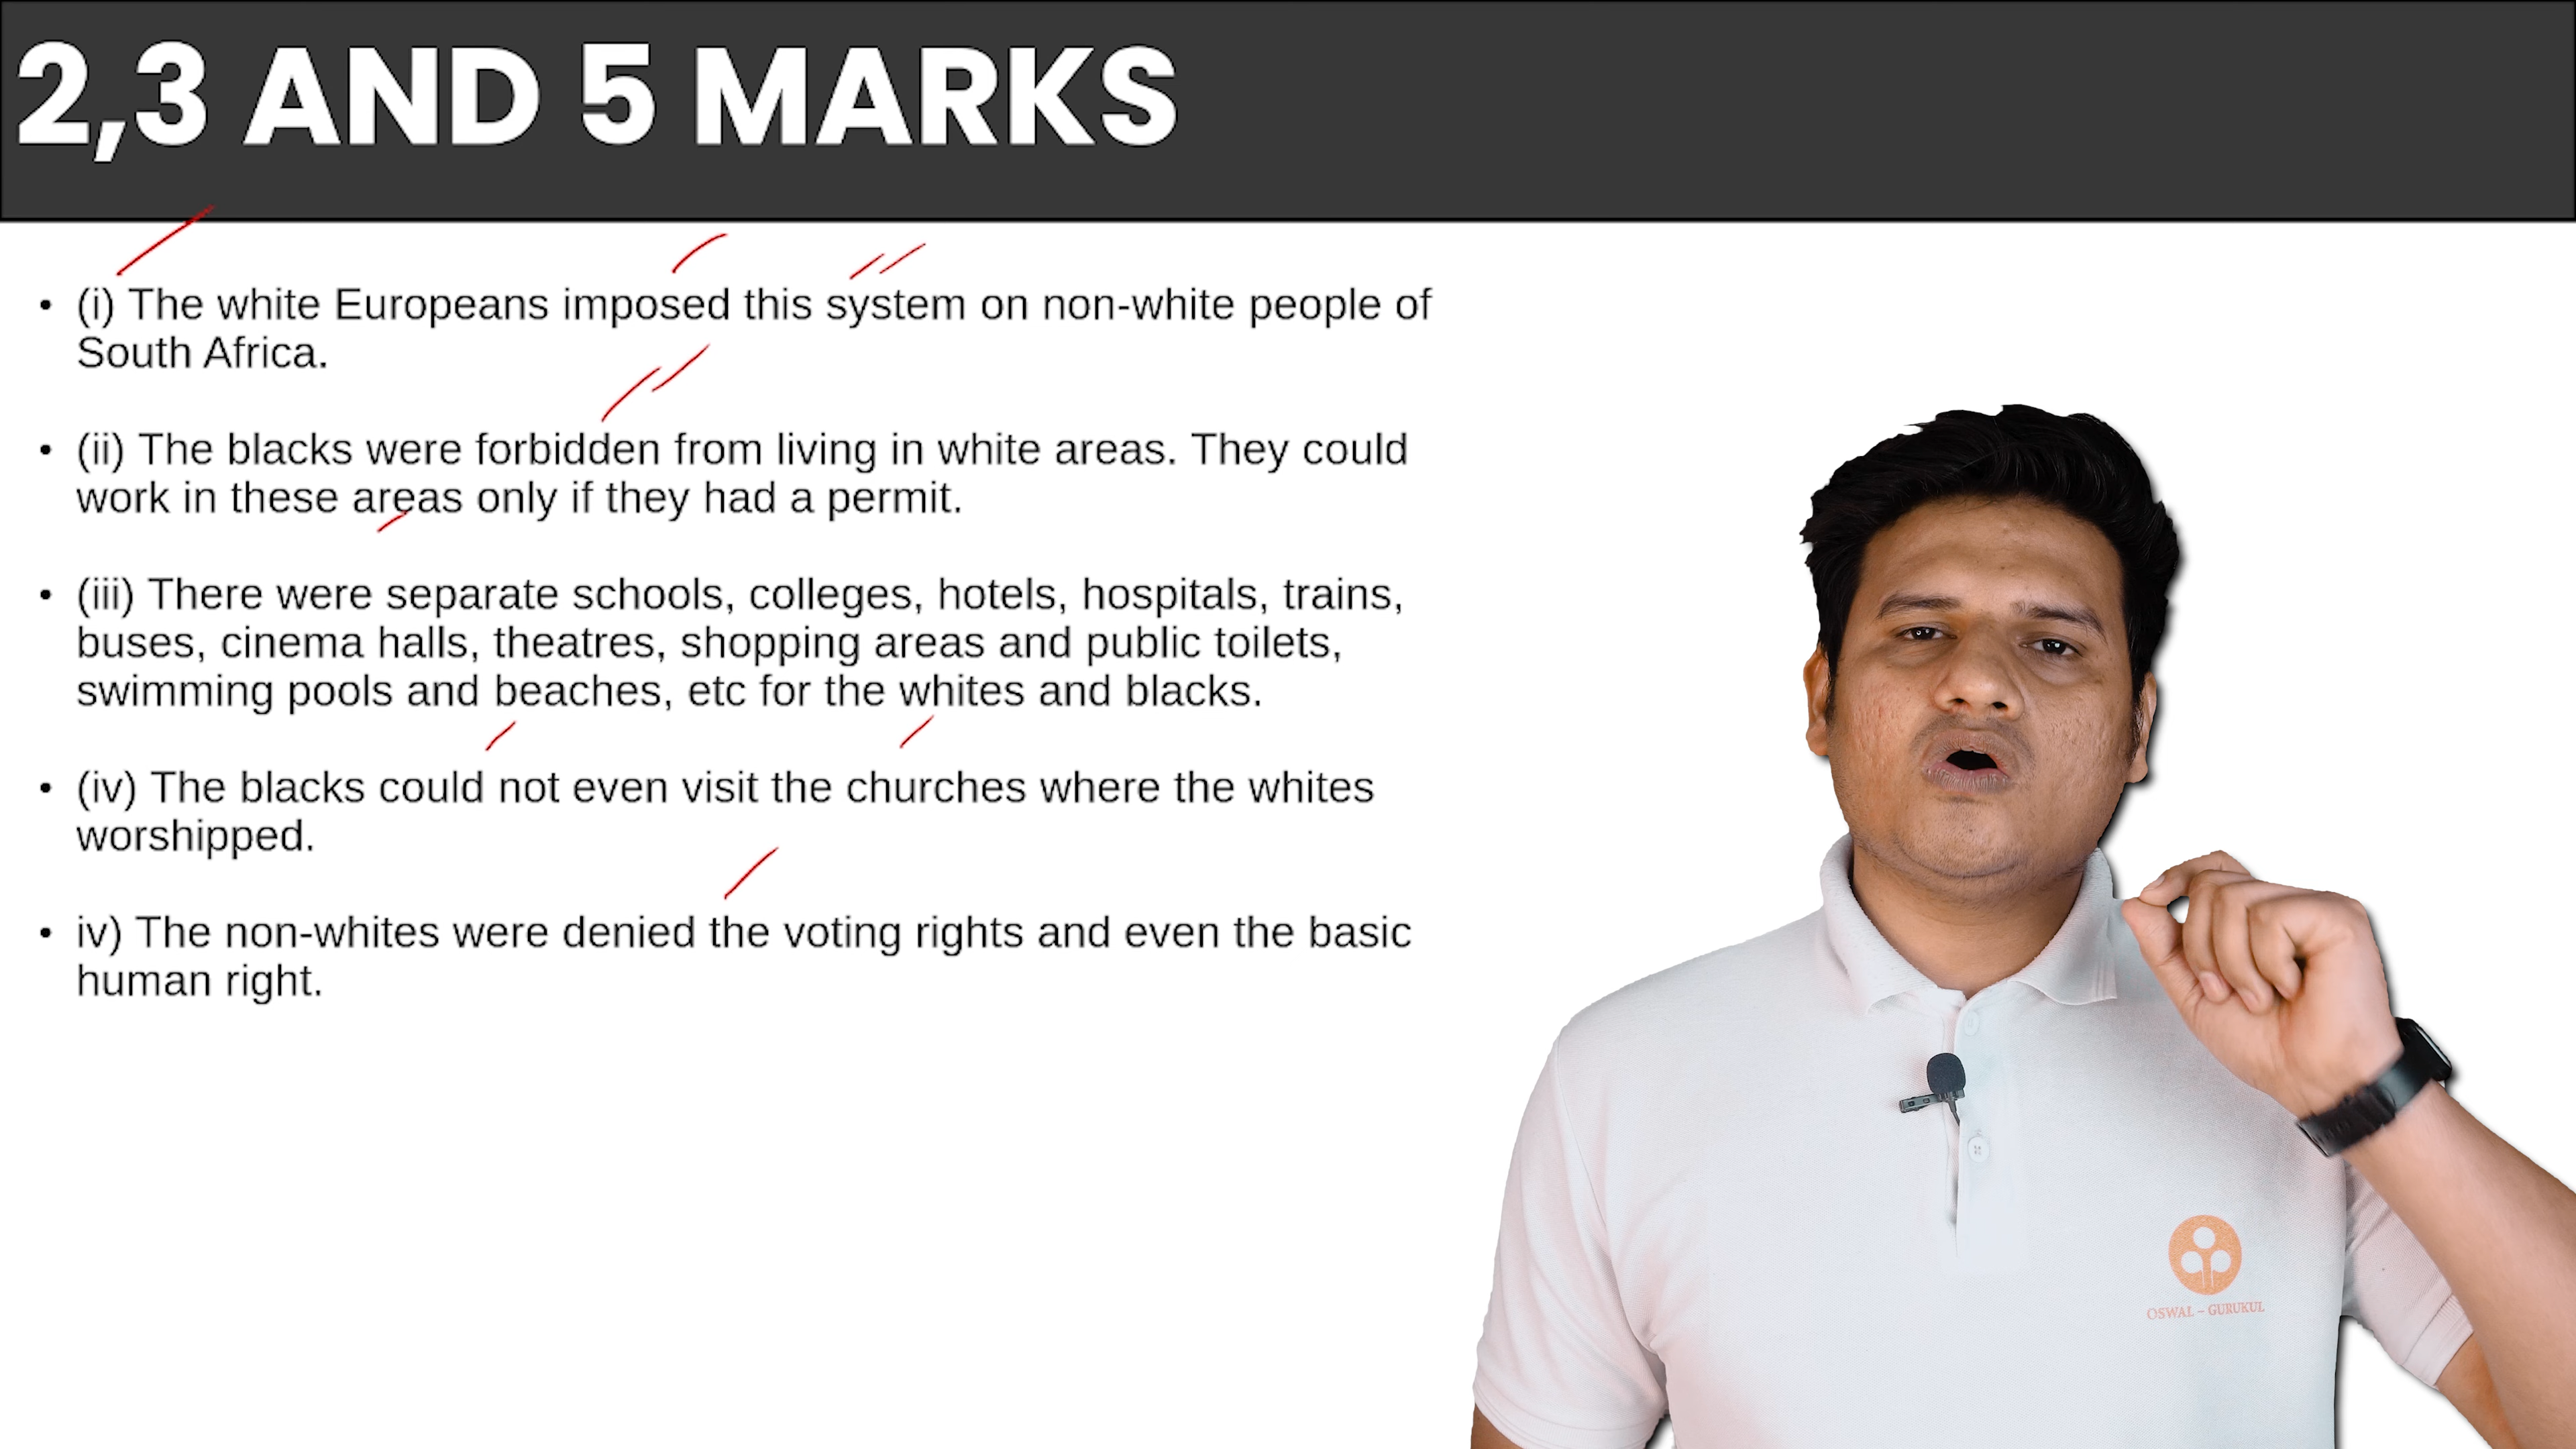 2,3 AND 5 MARKS
• (i) The white Europeans imposed this system on non-white people of
South Africa.
• (ii) The blacks were forbidden from living in white areas. They could
work in these areas only if they had a permit.
• (iii) There were separate schools, colleges, hotels, hospitals, trains,
buses, cinema halls, theatres, shopping areas and public toilets,
swimming pools and beaches, etc for the whites and blacks.
• (iv) The blacks could not even visit the churches where the whites
worshipped.
• iv) The non-whites were denied the voting rights and even the basic
human right.
OSWAL – GURUKUL